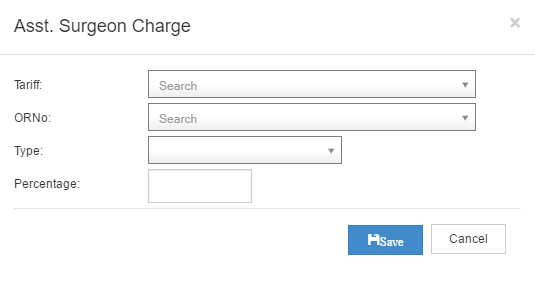 Asst. Surgeon Charge ×
Tariff: Search
ORNo: Search
Type:
Percentage:
Save Cancel